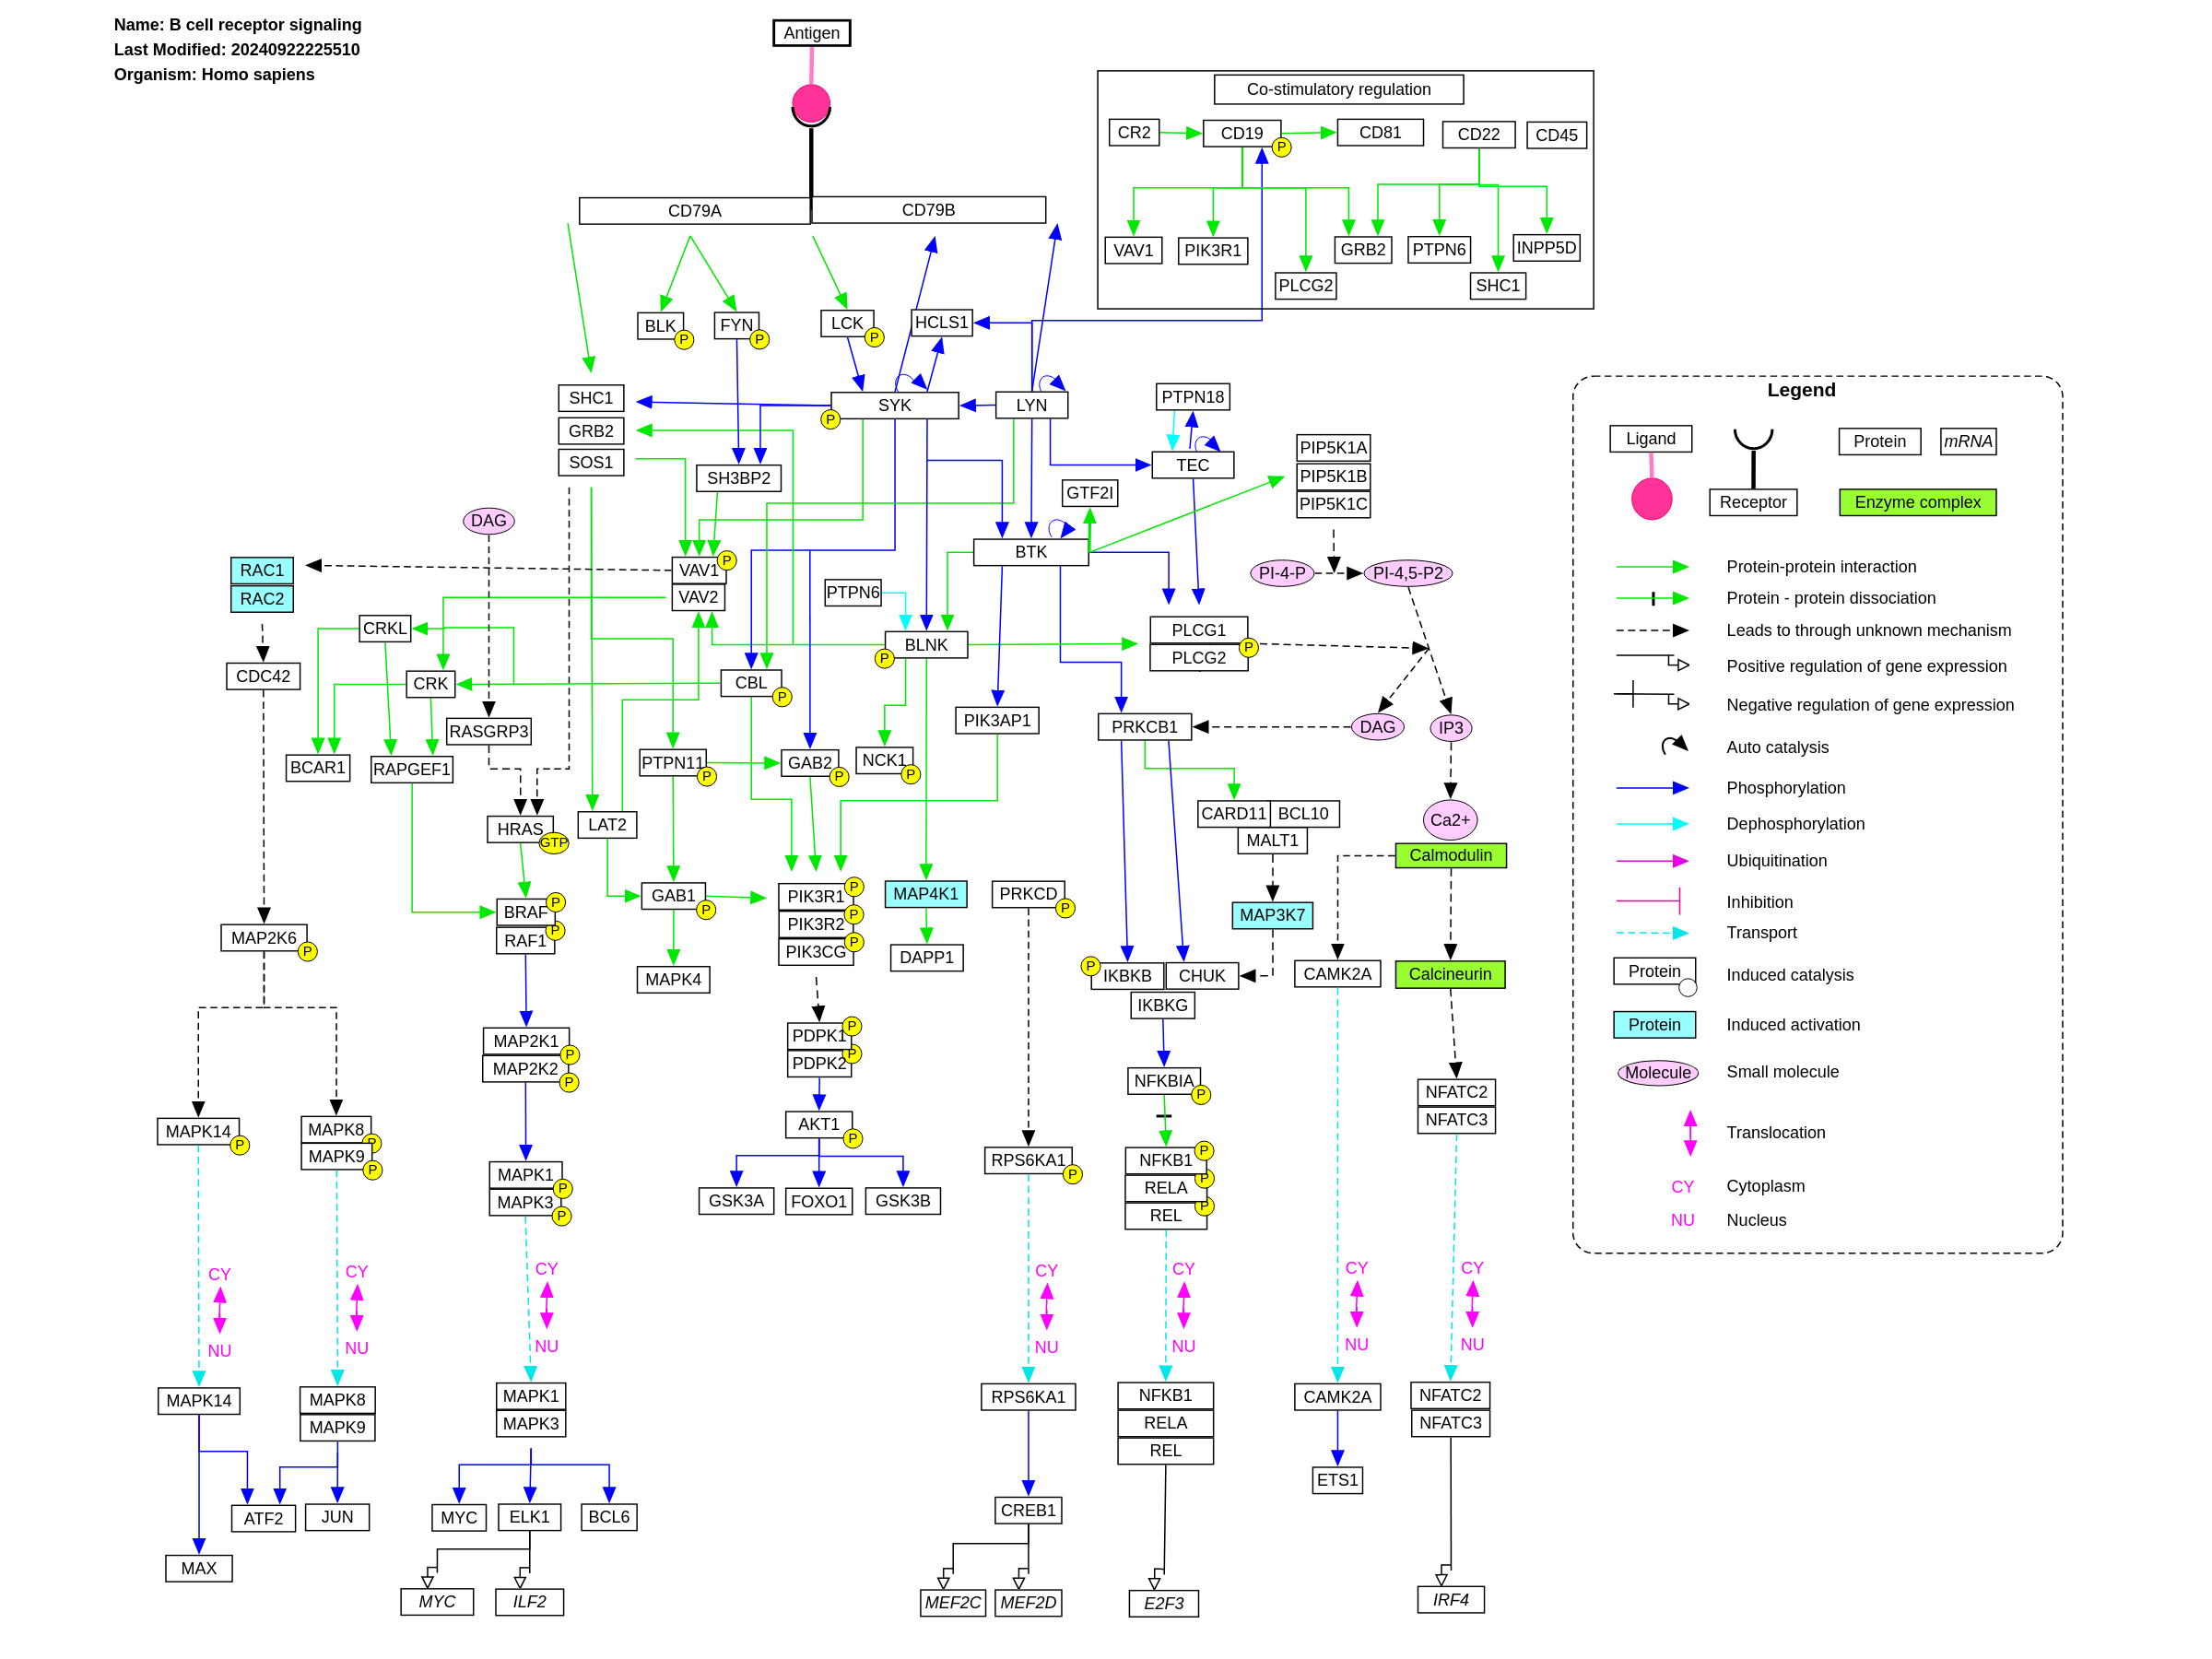 Name: B cell receptor signaling
Last Modified: 20240922225510
Organism: Homo sapiens
Antigen
Co-stimulatory regulation
CR2
CD19
P
CD81
CD22
CD45
VAV1
PIK3R1
GRB2
PTPN6
INPP5D
PLCG2
SHC1
CD79A
CD79B
BLK
P
FYN
P
LCK
P
HCLS1
SHC1
GRB2
SOS1
SYK
P
LYN
PTPN18
TEC
SH3BP2
GTF2I
PIP5K1A
PIP5K1B
PIP5K1C
DAG
BTK
RAC1
RAC2
VAV1
P
VAV2
PTPN6
PI-4-P
PI-4,5-P2
CRKL
BLNK
P
PLCG1
P
PLCG2
CDC42
CRK
CBL
P
RASGRP3
PIK3AP1
PRKCB1
DAG
IP3
BCAR1
RAPGEF1
PTPN11
P
GAB2
P
NCK1
P
HRAS
GTP
LAT2
CARD11
BCL10
MALT1
Ca2+
Calmodulin
BRAF
P
RAF1
P
GAB1
P
PIK3R1
P
PIK3R2
P
PIK3CG
P
MAP4K1
PRKCD
P
MAP3K7
MAP2K6
P
MAPK4
DAPP1
P
IKBKB
CHUK
IKBKG
CAMK2A
Calcineurin
MAP2K1
P
MAP2K2
P
PDPK1
P
PDPK2
P
NFKBIA
P
NFATC2
NFATC3
MAPK14
P
MAPK8
P
MAPK9
P
AKT1
P
RPS6KA1
P
NFKB1
P
RELA
P
REL
P
MAPK1
P
MAPK3
P
GSK3A
FOXO1
GSK3B
CY
NU
CY
NU
CY
NU
CY
NU
CY
NU
CY
NU
CY
NU
MAPK14
MAPK8
MAPK9
MAPK1
MAPK3
RPS6KA1
NFKB1
RELA
REL
CAMK2A
NFATC2
NFATC3
ETS1
ATF2
JUN
MYC
ELK1
BCL6
CREB1
MAX
MYC
ILF2
MEF2C
MEF2D
E2F3
IRF4
Legend
Ligand
Protein
mRNA
Receptor
Enzyme complex
Protein-protein interaction
Protein - protein dissociation
Leads to through unknown mechanism
Positive regulation of gene expression
Negative regulation of gene expression
Auto catalysis
Phosphorylation
Dephosphorylation
Ubiquitination
Inhibition
Transport
Protein
Induced catalysis
Protein
Induced activation
Molecule
Small molecule
Translocation
CY
Cytoplasm
NU
Nucleus